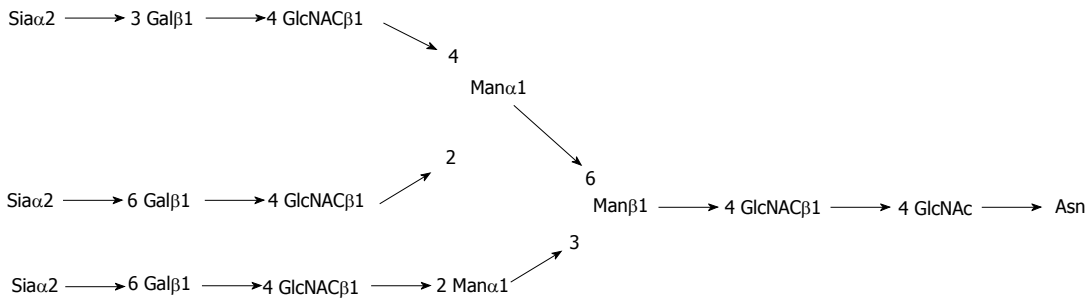 Siaα2 3 Galβ1 4 GlcNACβ1
4
Manα1
2
6
Siaα2 6 Galβ1 4 GlcNACβ1
Manβ1 4 GlcNACβ1 4 GlcNAc Asn
3
Siaα2 6 Galβ1 4 GlcNACβ1 2 Manα1